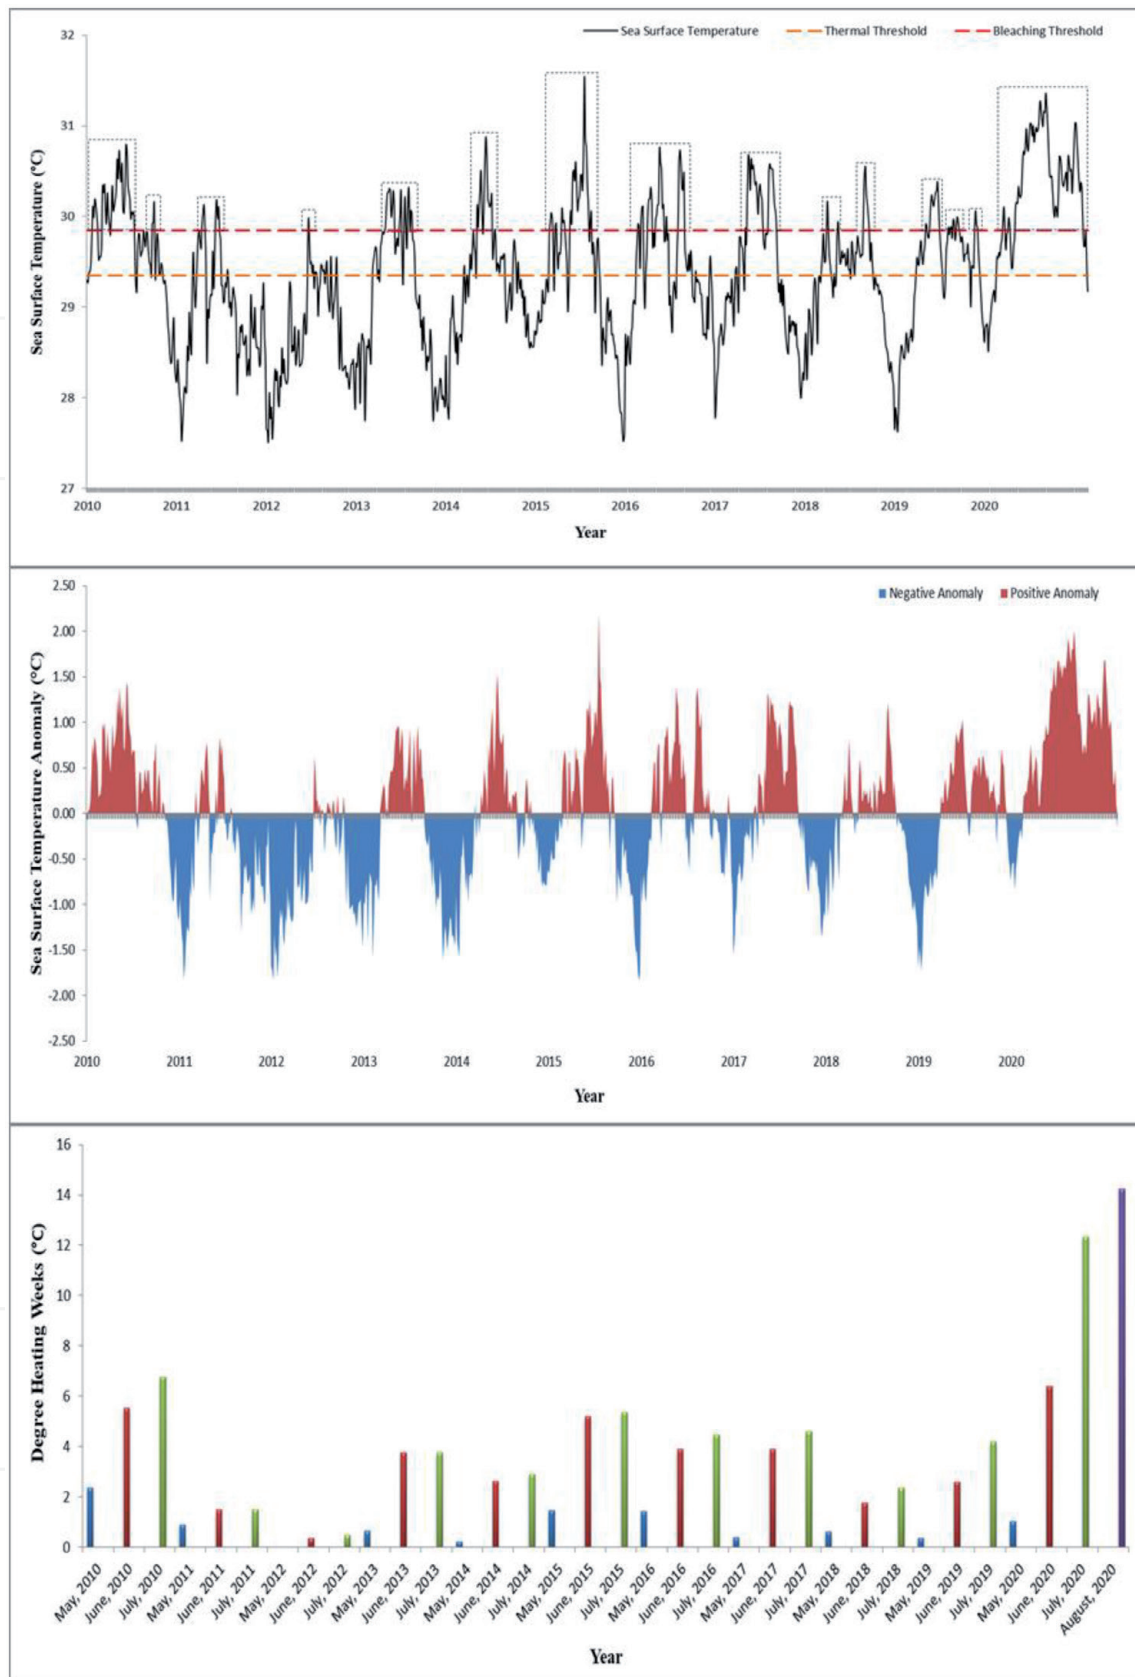 Sea Surface Temperature Thermal Threshold Bleaching Threshold
32
31
30
29
28
27
Sea Surface Temperature (°C)
2010 2011 2012 2013 2014 2015 2016 2017 2018 2019 2020
Year
Negative Anomaly Positive Anomaly
2.50
2.00
1.50
1.00
0.50
0.00
-0.50
-1.00
-1.50
-2.00
-2.50
Sea Surface Temperature Anomaly (°C)
2010 2011 2012 2013 2014 2015 2016 2017 2018 2019 2020
Year
16
14
12
10
8
6
4
2
0
Degree Heating Weeks (°C)
May, 2010
June, 2010
July, 2010
May, 2011
June, 2011
July, 2011
May, 2012
June, 2012
July, 2012
May, 2013
June, 2013
July, 2013
May, 2014
June, 2014
July, 2014
May, 2015
June, 2015
July, 2015
May, 2016
June, 2016
July, 2016
May, 2017
June, 2017
July, 2017
May, 2018
June, 2018
July, 2018
May, 2019
June, 2019
July, 2019
May, 2020
June, 2020
July, 2020
August, 2020
Year